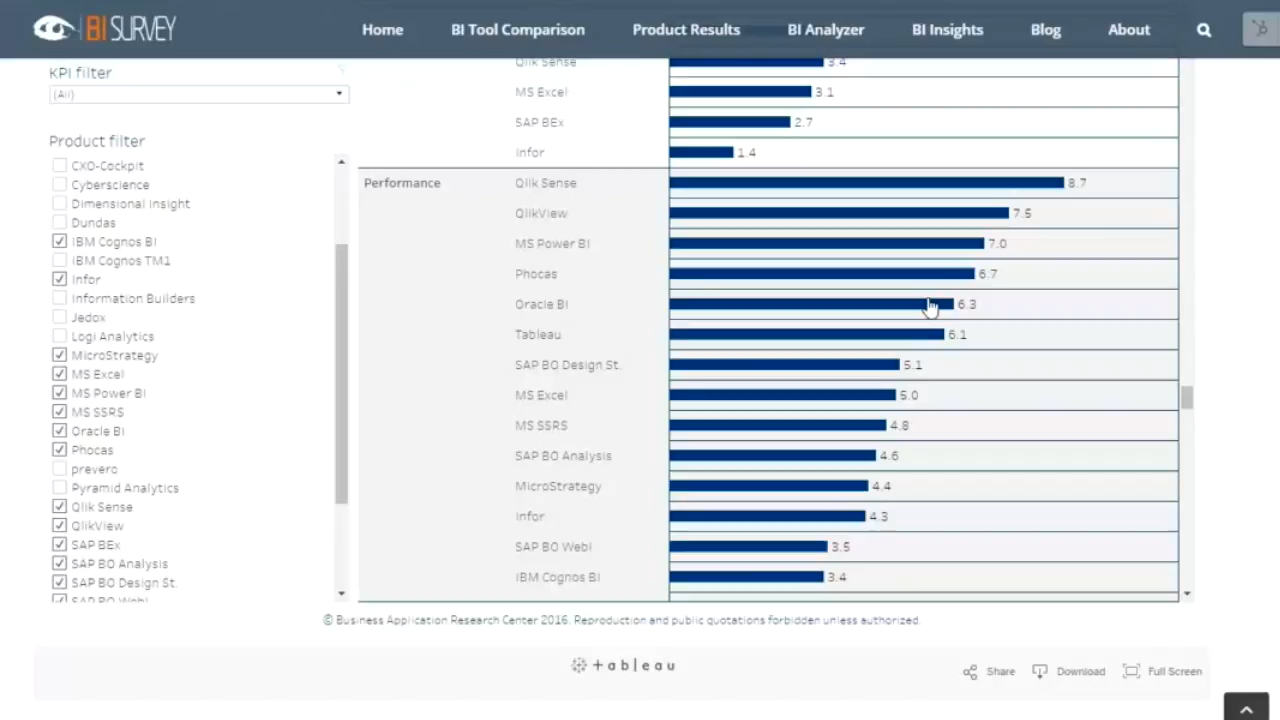 BI SURVEY
Home
BI Tool Comparison
Product Results
BI Analyzer
BI Insights
Blog
About
KPI filter
(All)
Product filter
CXO-Cockpit
Cyberscience
Dimensional Insight
Dundas
IBM Cognos BI
IBM Cognos TM1
Infor
Information Builders
Jedox
Logi Analytics
MicroStrategy
MS Excel
MS Power BI
MS SSRS
Oracle BI
Phocas
prevero
Pyramid Analytics
Qlik Sense
QlikView
SAP BEx
SAP BO Analysis
SAP BO Design St.
SAP BO WebI
Qlik Sense 3.4
MS Excel 3.1
SAP BEx 2.7
Infor 1.4
Performance
Qlik Sense 8.7
QlikView 7.5
MS Power BI 7.0
Phocas 6.7
Oracle BI 6.3
Tableau 6.1
SAP BO Design St. 5.1
MS Excel 5.0
MS SSRS 4.8
SAP BO Analysis 4.6
MicroStrategy 4.4
Infor 4.3
SAP BO WebI 3.5
IBM Cognos BI 3.4
© Business Application Research Center 2016. Reproduction and public quotations forbidden unless authorized.
+ableau
Share
Download
Full Screen